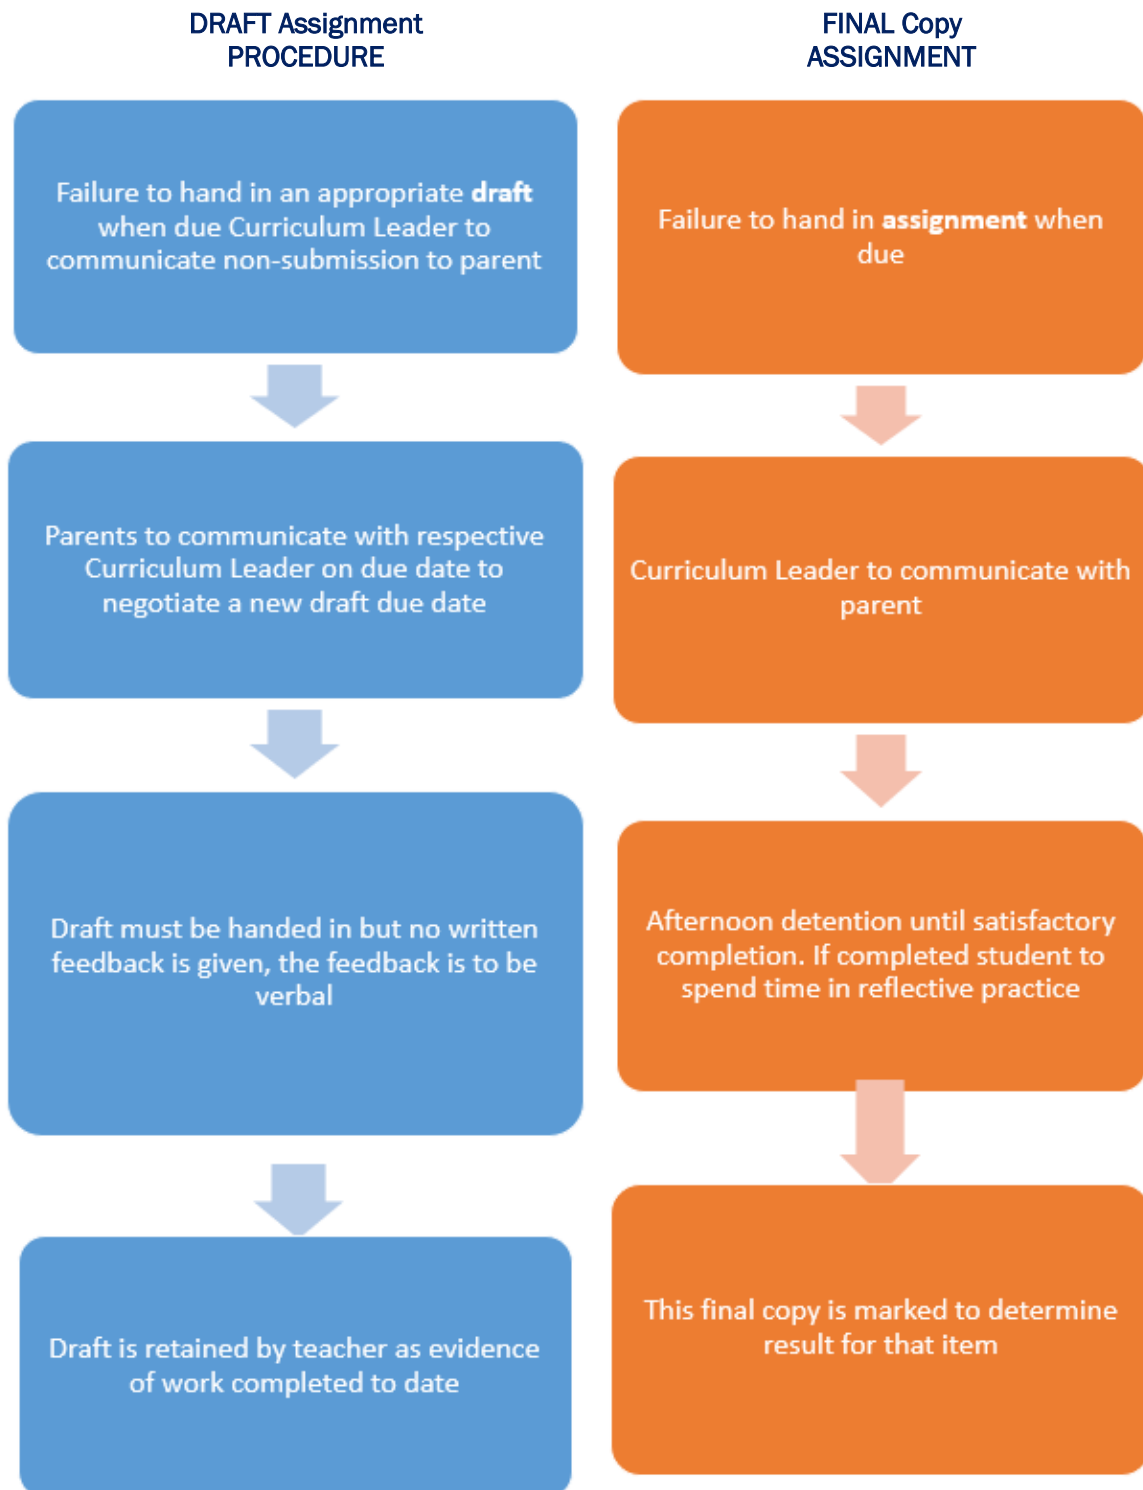 DRAFT Assignment
PROCEDURE
Failure to hand in an appropriate draft
when due Curriculum Leader to
communicate non-submission to parent
Parents to communicate with respective
Curriculum Leader on due date to
negotiate a new draft due date
Draft must be handed in but no written
feedback is given, the feedback is to be
verbal
Draft is retained by teacher as evidence
of work completed to date
FINAL Copy
ASSIGNMENT
Failure to hand in assignment when
due
Curriculum Leader to communicate with
parent
Afternoon detention until satisfactory
completion. If completed student to
spend time in reflective practice
This final copy is marked to determine
result for that item